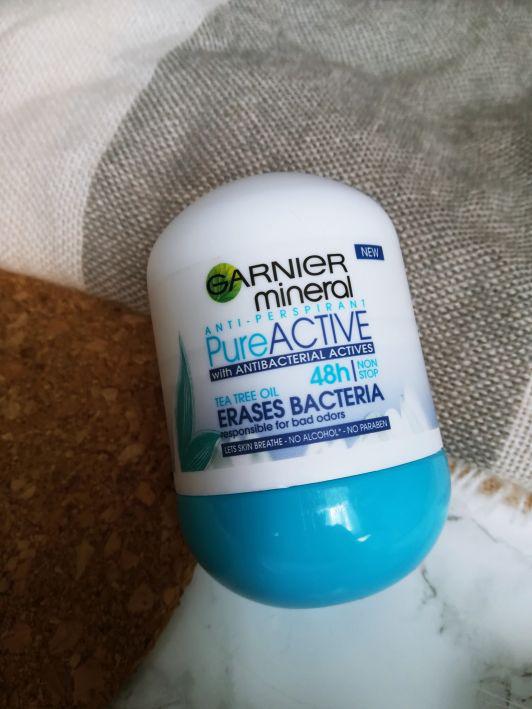 NEW
GARNIER
mineral
ANTI-PERSPIRANT
PureACTIVE
with ANTIBACTERIAL ACTIVES
48h NON STOP
TEA TREE OIL
ERASES BACTERIA
responsible for bad odors
LETS SKIN BREATHE - NO ALCOHOL* - NO PARABEN